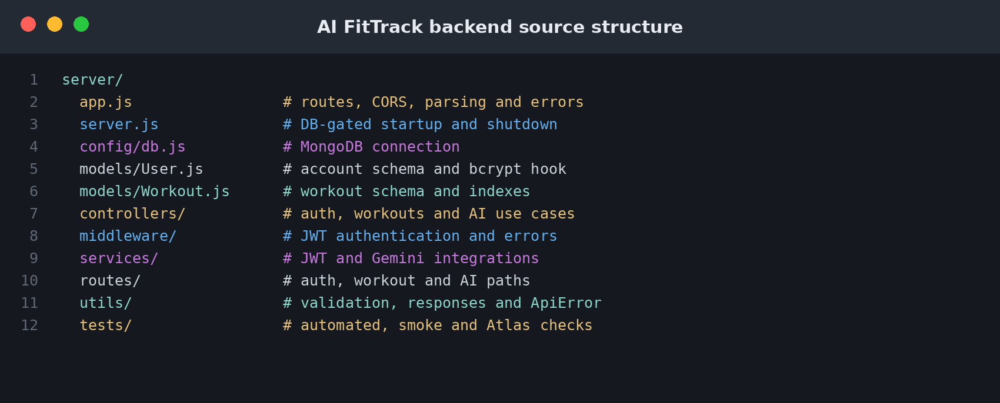 AI FitTrack backend source structure
1 server/
2 app.js # routes, CORS, parsing and errors
3 server.js # DB-gated startup and shutdown
4 config/db.js # MongoDB connection
5 models/User.js # account schema and bcrypt hook
6 models/Workout.js # workout schema and indexes
7 controllers/ # auth, workouts and AI use cases
8 middleware/ # JWT authentication and errors
9 services/ # JWT and Gemini integrations
10 routes/ # auth, workout and AI paths
11 utils/ # validation, responses and ApiError
12 tests/ # automated, smoke and Atlas checks